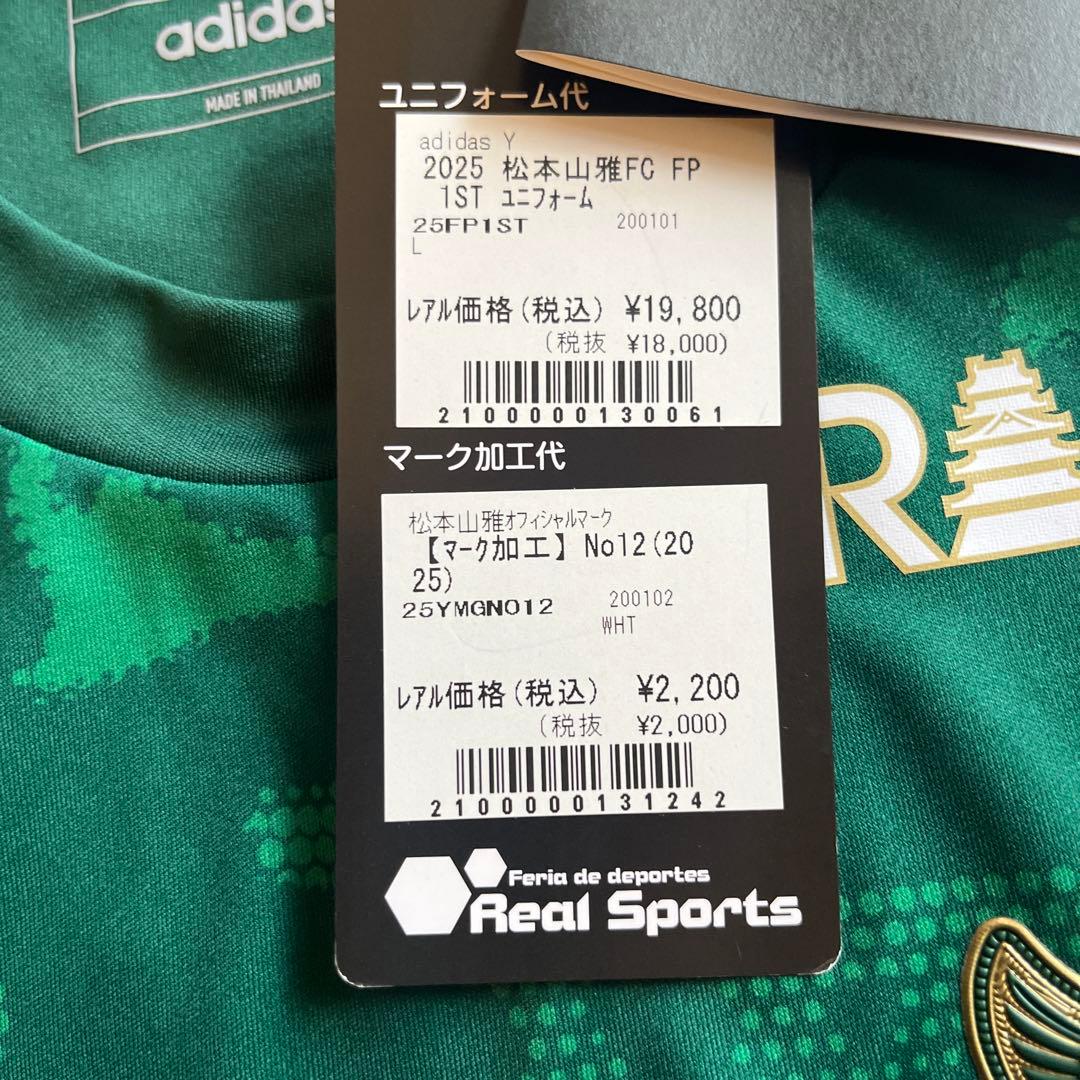 adidas
MADE IN THAILAND
ユニフォーム代
adidas Y
2025 松本山雅FC FP
1ST ユニフォーム
25FP1ST 200101
L
レアル価格(税込) ¥19,800
(税抜 ¥18,000)
2100000130061
マーク加工代
松本山雅オフィシャルマーク
【マーク加工】No12(20
25)
25YMGNO12 200102
WHT
レアル価格(税込) ¥2,200
(税抜 ¥2,000)
2100000131242
Feria de deportes
Real Sports
R